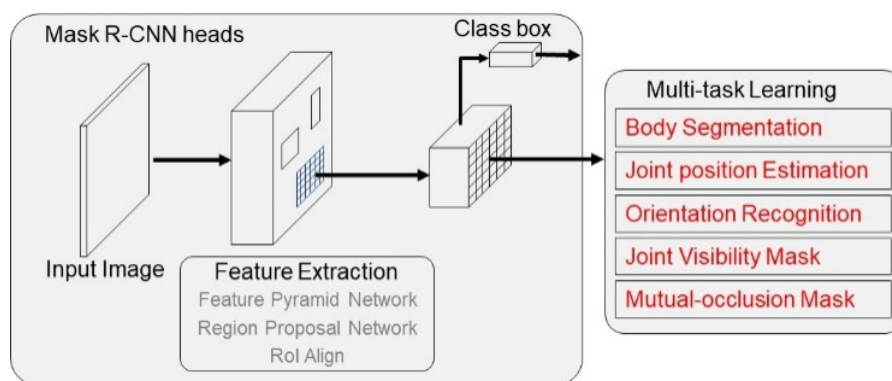 Mask R-CNN heads
Class box
Input Image
Feature Extraction
Feature Pyramid Network
Region Proposal Network
RoI Align
Multi-task Learning
Body Segmentation
Joint position Estimation
Orientation Recognition
Joint Visibility Mask
Mutual-occlusion Mask